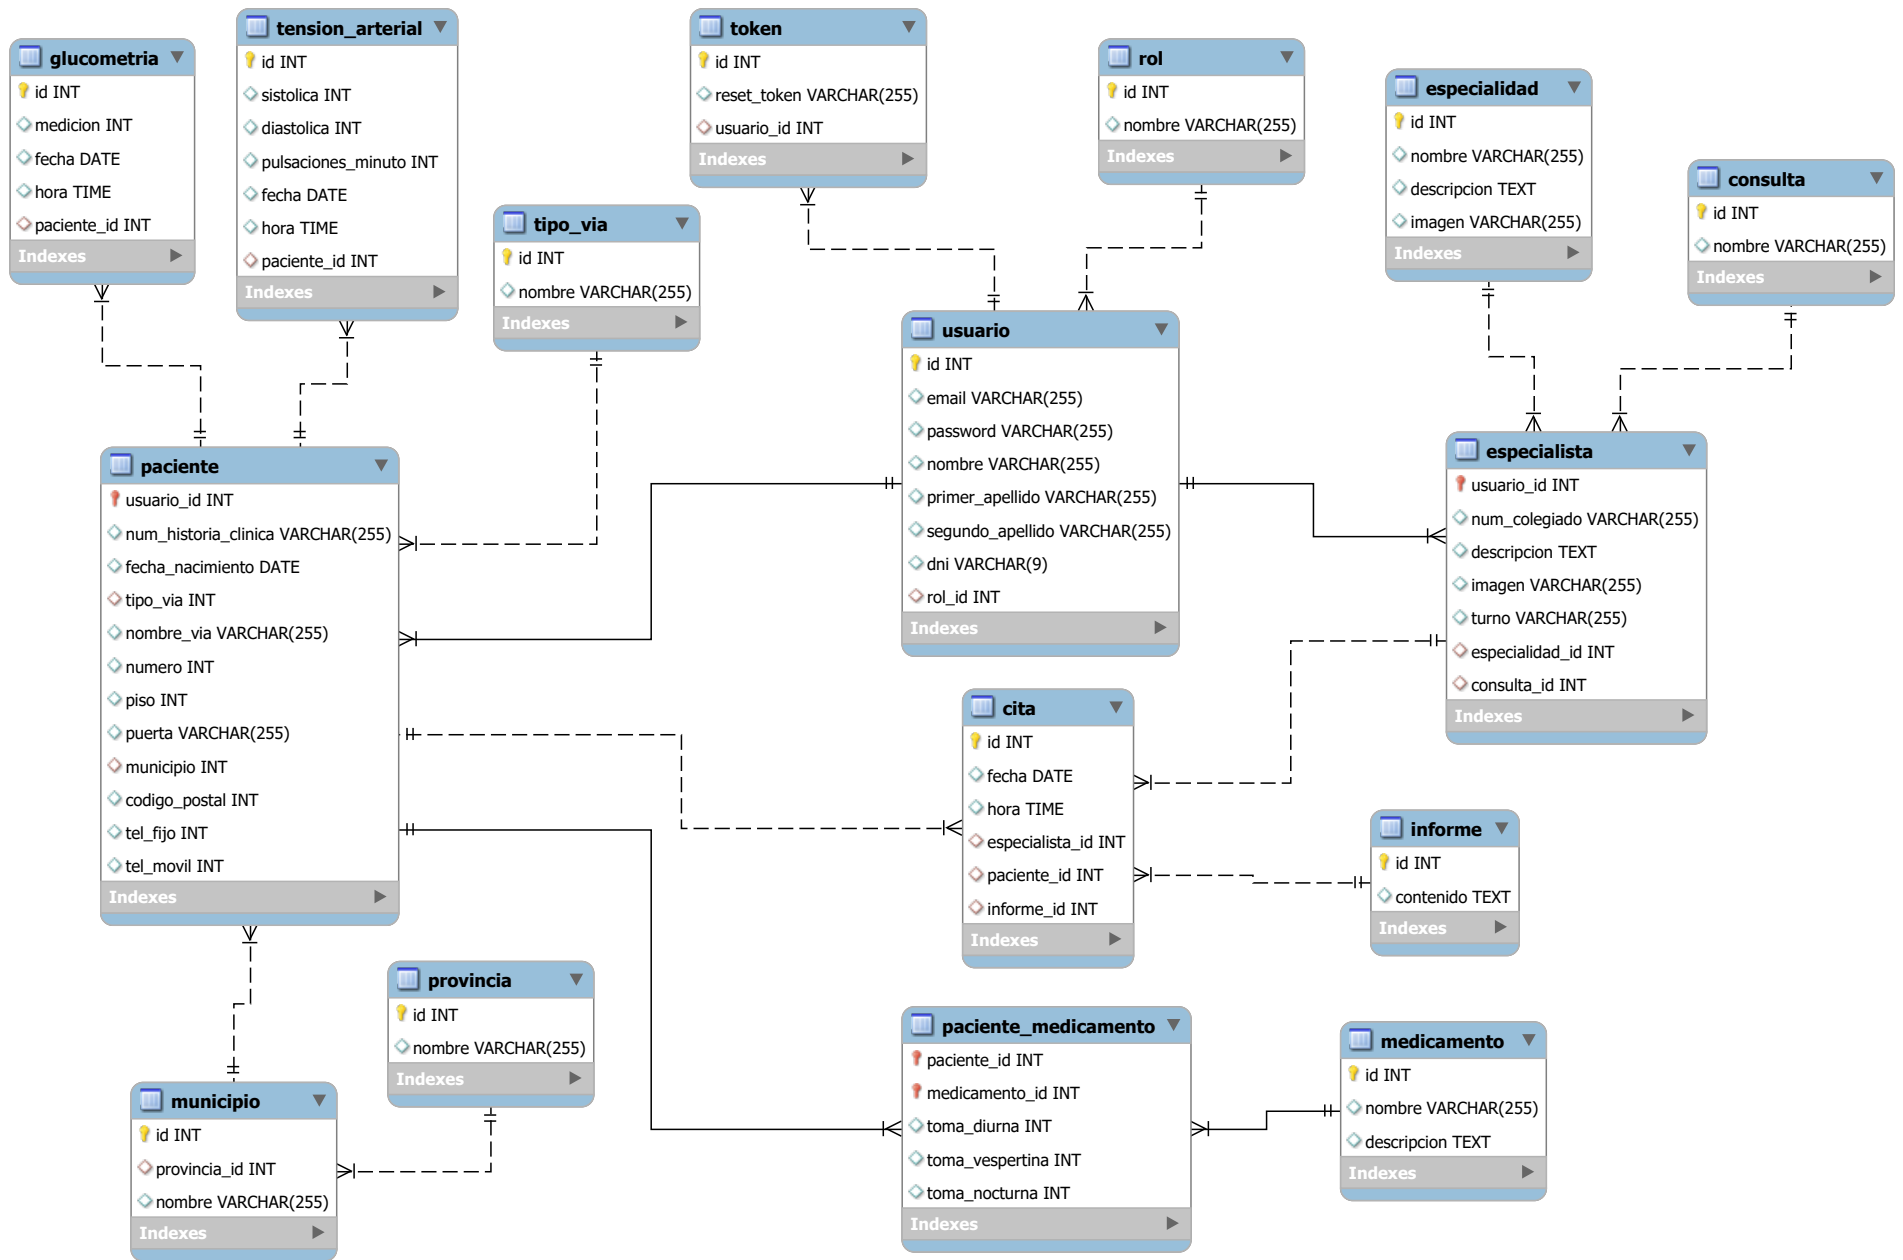 glucometria
id INT
medicion INT
fecha DATE
hora TIME
paciente_id INT
Indexes
tension_arterial
id INT
sistolica INT
diastolica INT
pulsaciones_minuto INT
fecha DATE
hora TIME
paciente_id INT
Indexes
token
id INT
reset_token VARCHAR(255)
usuario_id INT
Indexes
rol
id INT
nombre VARCHAR(255)
Indexes
especialidad
id INT
nombre VARCHAR(255)
descripcion TEXT
imagen VARCHAR(255)
Indexes
consulta
id INT
nombre VARCHAR(255)
Indexes
tipo_via
id INT
nombre VARCHAR(255)
Indexes
usuario
id INT
email VARCHAR(255)
password VARCHAR(255)
nombre VARCHAR(255)
primer_apellido VARCHAR(255)
segundo_apellido VARCHAR(255)
dni VARCHAR(9)
rol_id INT
Indexes
paciente
usuario_id INT
num_historia_clinica VARCHAR(255)
fecha_nacimiento DATE
tipo_via INT
nombre_via VARCHAR(255)
numero INT
piso INT
puerta VARCHAR(255)
municipio INT
codigo_postal INT
tel_fijo INT
tel_movil INT
Indexes
especialista
usuario_id INT
num_colegiado VARCHAR(255)
descripcion TEXT
imagen VARCHAR(255)
turno VARCHAR(255)
especialidad_id INT
consulta_id INT
Indexes
cita
id INT
fecha DATE
hora TIME
especialista_id INT
paciente_id INT
informe_id INT
Indexes
informe
id INT
contenido TEXT
Indexes
provincia
id INT
nombre VARCHAR(255)
Indexes
municipio
id INT
provincia_id INT
nombre VARCHAR(255)
Indexes
paciente_medicamento
paciente_id INT
medicamento_id INT
toma_diurna INT
toma_vespertina INT
toma_nocturna INT
Indexes
medicamento
id INT
nombre VARCHAR(255)
descripcion TEXT
Indexes